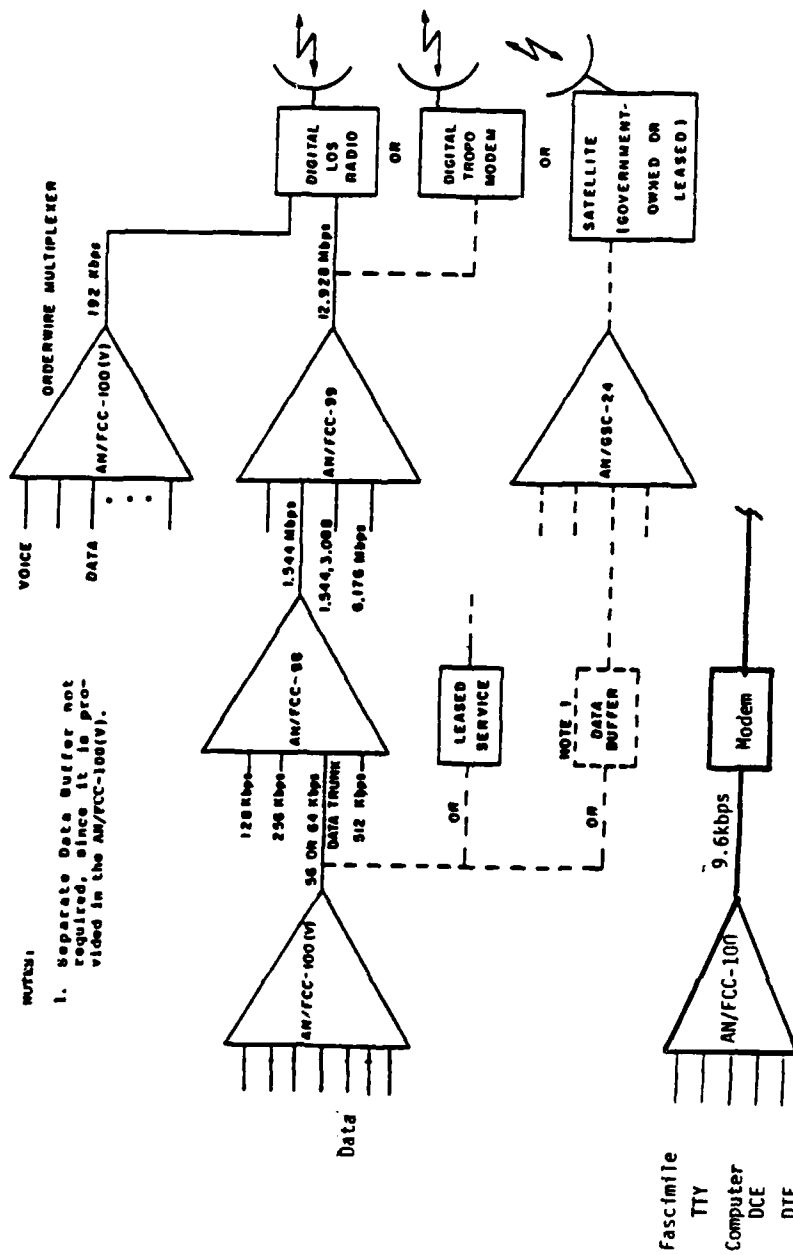 NOTES:
1. Separate Data Buffer not
required, since it is pro-
vided in the AN/FCC-100(V).
VOICE
DATA
AN/FCC-100(V)
ORDERWIRE MULTIPLEXER
192 Kbps
Data
AN/FCC-100(V)
128 Kbps
256 Kbps
56 OR 64 Kbps
DATA TRUNK
512 Kbps
AN/FCC-98
1.544 Mbps
1.544, 3.088
6.176 Mbps
AN/FCC-99
12.928 Mbps
DIGITAL
LOS
RADIO
OR
DIGITAL
TROPO
MODEM
OR
SATELLITE
(GOVERNMENT-
OWNED OR
LEASED)
OR
LEASED
SERVICE
OR
NOTE 1
DATA
BUFFER
AN/GSC-24
Fascimile
TTY
Computer
DCE
DTE
AN/FCC-100
9.6kbps
Modem